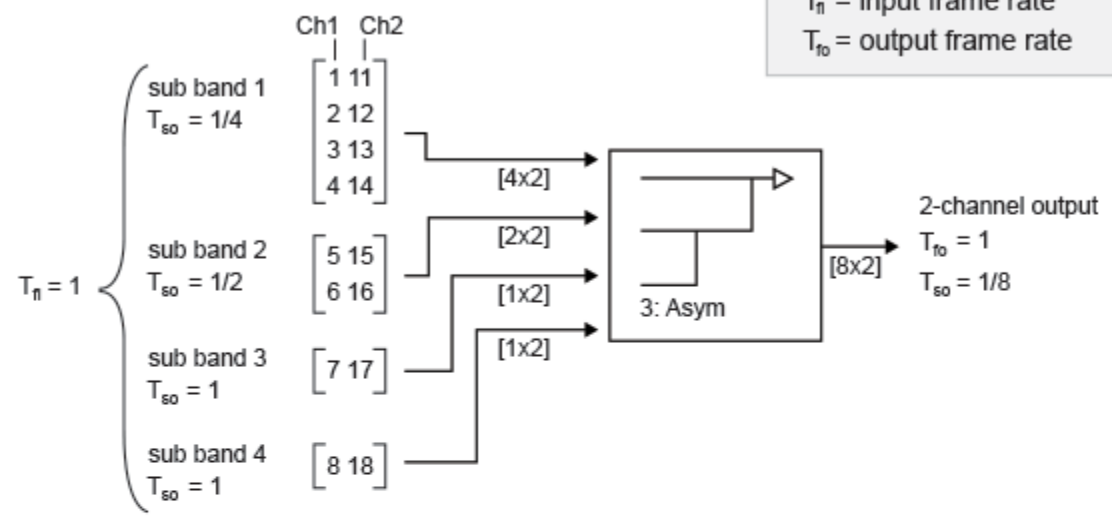 T_fi = input frame rate
T_fo = output frame rate
Ch1 Ch2
sub band 1
T_so = 1/4
1 11
2 12
3 13
4 14
[4x2]
sub band 2
T_so = 1/2
5 15
6 16
[2x2]
T_fi = 1
sub band 3
T_so = 1
7 17
[1x2]
sub band 4
T_so = 1
8 18
[1x2]
3: Asym
[8x2]
2-channel output
T_fo = 1
T_so = 1/8